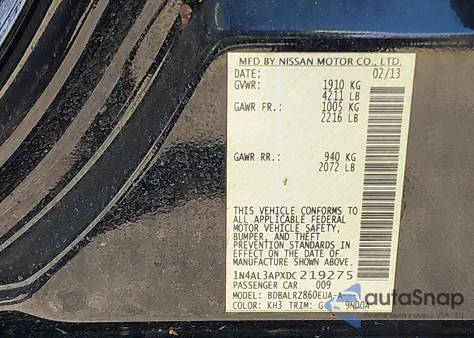 MFD BY NISSAN MOTOR CO., LTD.
DATE: 02/13
GVWR: 1910 KG
4211 LB
GAWR FR: 1005 KG
2216 LB
GAWR RR: 940 KG
2072 LB
THIS VEHICLE CONFORMS TO
ALL APPLICABLE FEDERAL
MOTOR VEHICLE SAFETY,
BUMPER, AND THEFT
PREVENTION STANDARDS
IN EFFECT ON THE DATE OF
MANUFACTURE SHOWN ABOVE.
1N4AL3APXDC219275
PASSENGER CAR 009
MODEL: BDBALRZ860EUA-A
COLOR: KH3 TRIM: G 9N00A
autoSnap